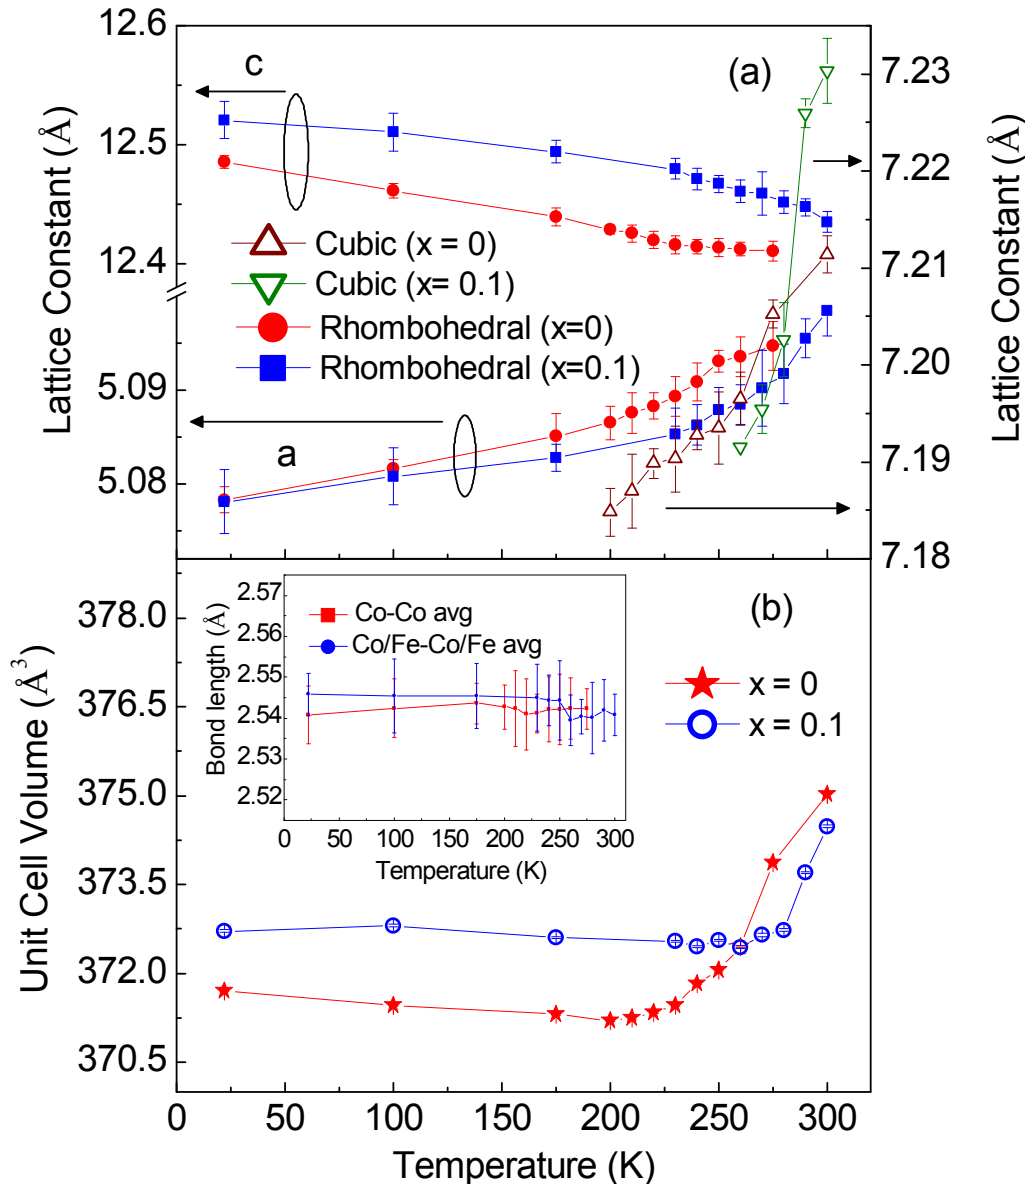 12.6
12.5
12.4
5.09
5.08
Lattice Constant (Å)
c
a
(a)
Cubic (x = 0)
Cubic (x= 0.1)
Rhombohedral (x=0)
Rhombohedral (x=0.1)
7.23
7.22
7.21
7.20
7.19
7.18
Lattice Constant (Å)
378.0
376.5
375.0
373.5
372.0
370.5
Unit Cell Volume (Å³)
(b)
x = 0
x = 0.1
2.57
2.56
2.55
2.54
2.53
2.52
Bond length (Å)
Co-Co avg
Co/Fe-Co/Fe avg
0 50 100 150 200 250 300
Temperature (K)
0 50 100 150 200 250 300
Temperature (K)